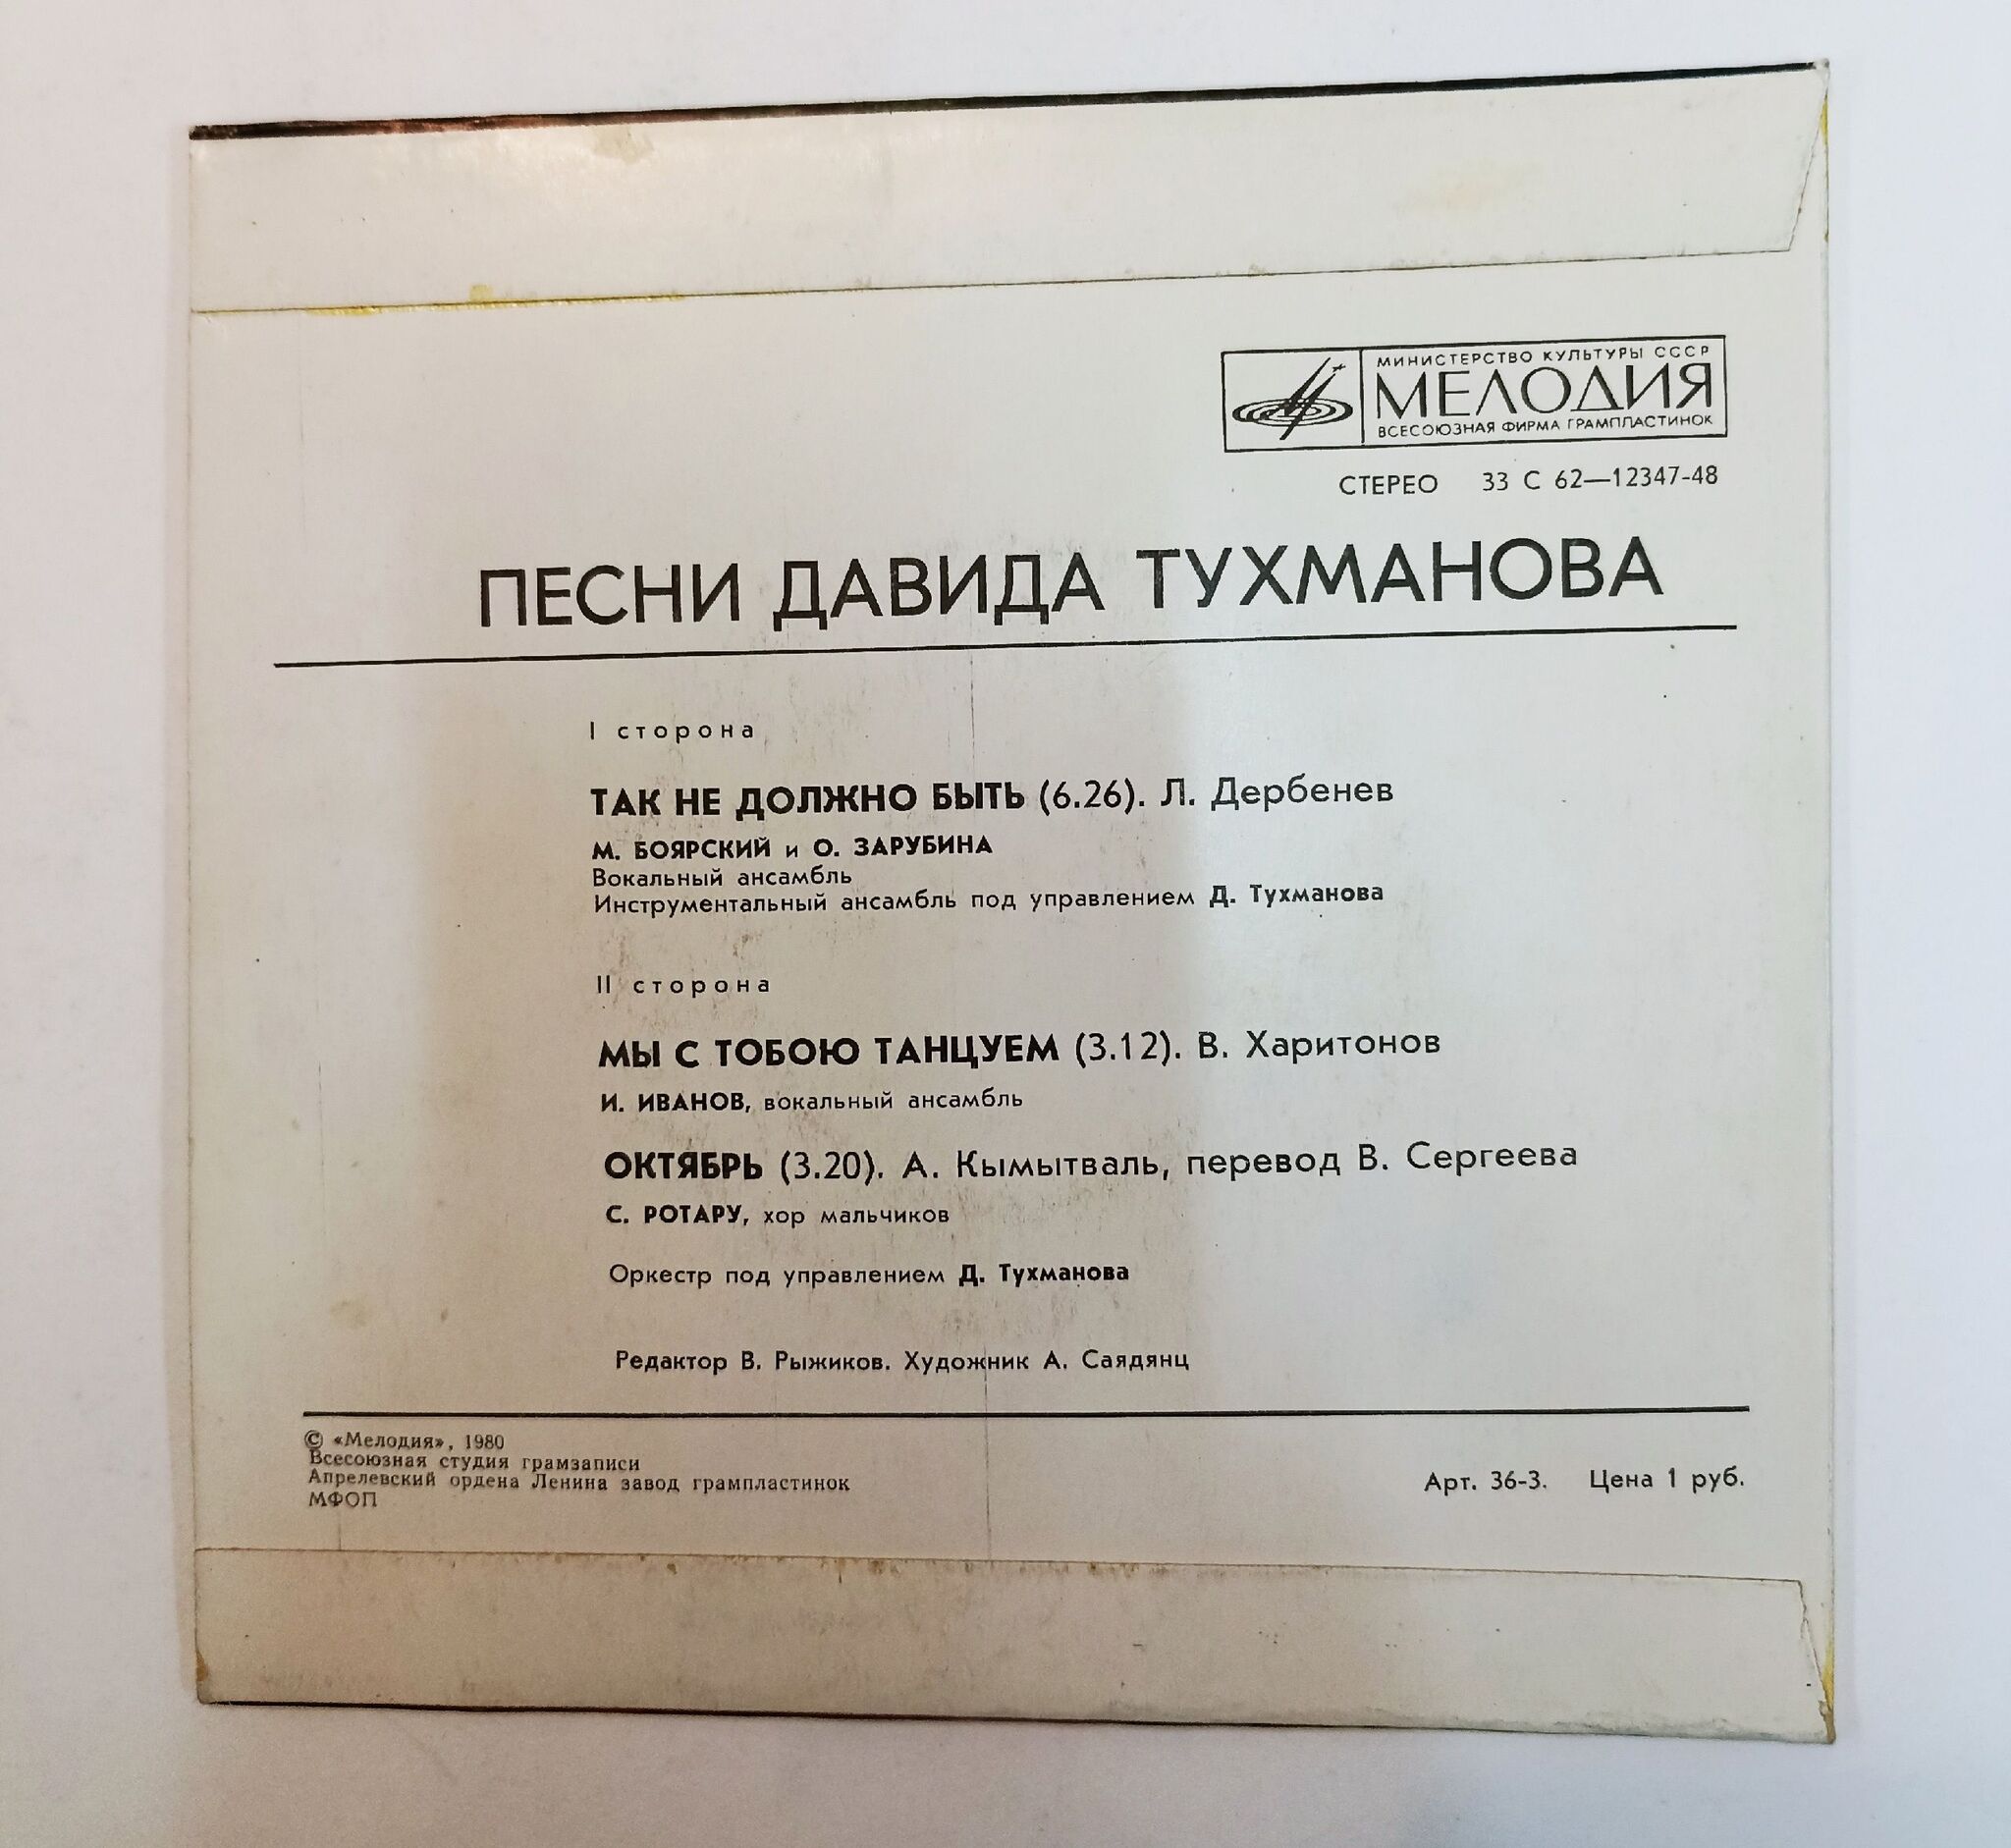 МИНИСТЕРСТВО КУЛЬТУРЫ СССР
МЕЛОДИЯ
ВСЕСОЮЗНАЯ ФИРМА ГРАМПЛАСТИНОК
СТЕРЕО 33 С 62—12347-48
ПЕСНИ ДАВИДА ТУХМАНОВА
I сторона
ТАК НЕ ДОЛЖНО БЫТЬ (6.26). Л. Дербенев
М. БОЯРСКИЙ и О. ЗАРУБИНА
Вокальный ансамбль
Инструментальный ансамбль под управлением Д. Тухманова
II сторона
МЫ С ТОБОЮ ТАНЦУЕМ (3.12). В. Харитонов
И. ИВАНОВ, вокальный ансамбль
ОКТЯБРЬ (3.20). А. Кымытваль, перевод В. Сергеева
С. РОТАРУ, хор мальчиков
Оркестр под управлением Д. Тухманова
Редактор В. Рыжиков. Художник А. Саядянц
© «Мелодия», 1980
Всесоюзная студия грамзаписи
Апрелевский ордена Ленина завод грампластинок
МФОП
Арт. 36-3. Цена 1 руб.